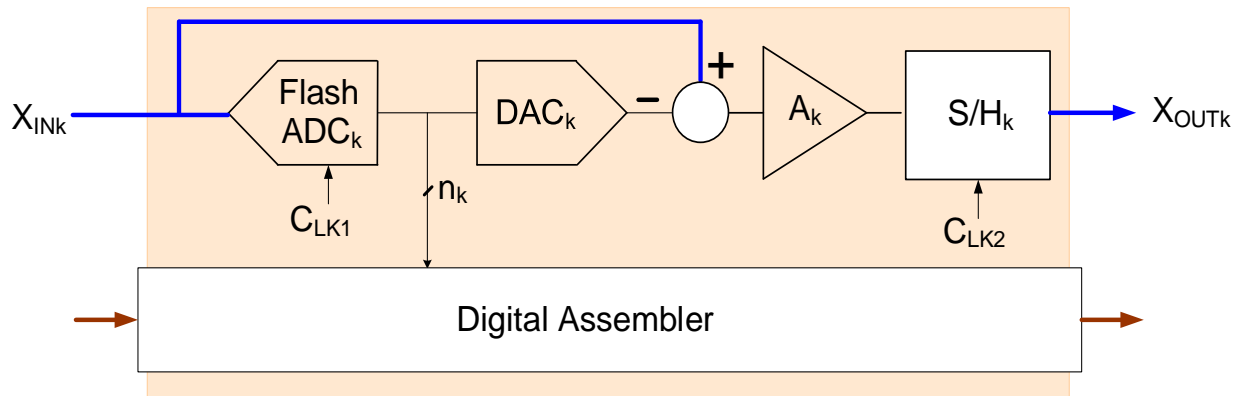 X_INk
Flash
ADC_k
DAC_k
-
+
A_k
S/H_k
X_OUTk
n_k
C_LK1
C_LK2
Digital Assembler